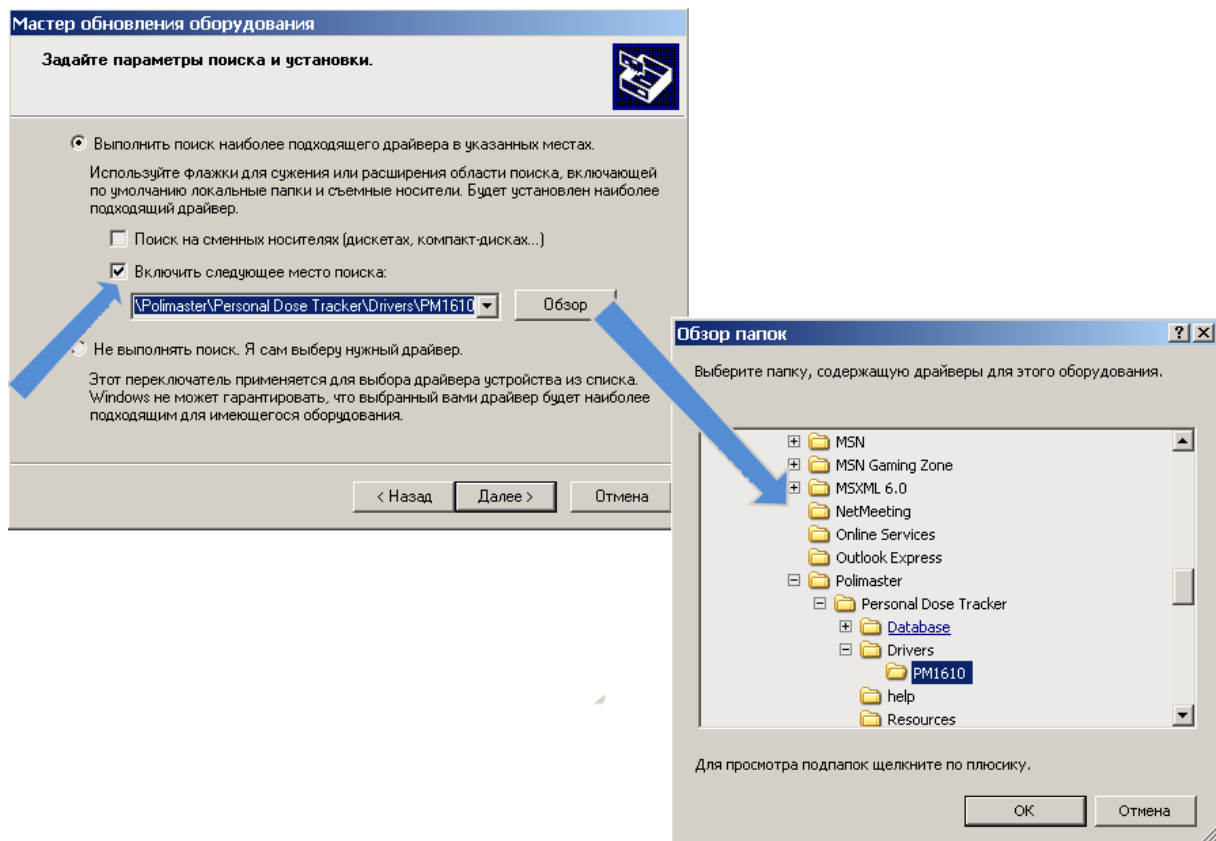 Мастер обновления оборудования
Задайте параметры поиска и установки.
Выполнить поиск наиболее подходящего драйвера в указанных местах.
Используйте флажки для сужения или расширения области поиска, включающей
по умолчанию локальные папки и съемные носители. Будет установлен наиболее
подходящий драйвер.
Поиск на сменных носителях (дискетах, компакт-дисках...)
Включить следующее место поиска:
\Polimaster\Personal Dose Tracker\Drivers\PM1610
Обзор
Не выполнять поиск. Я сам выберу нужный драйвер.
Этот переключатель применяется для выбора драйвера устройства из списка.
Windows не может гарантировать, что выбранный вами драйвер будет наиболее
подходящим для имеющегося оборудования.
< Назад
Далее >
Отмена
Обзор папок
Выберите папку, содержащую драйверы для этого оборудования.
MSN
MSN Gaming Zone
MSXML 6.0
NetMeeting
Online Services
Outlook Express
Polimaster
Personal Dose Tracker
Database
Drivers
PM1610
help
Resources
Для просмотра подпапок щелкните по плюсику.
ОК
Отмена